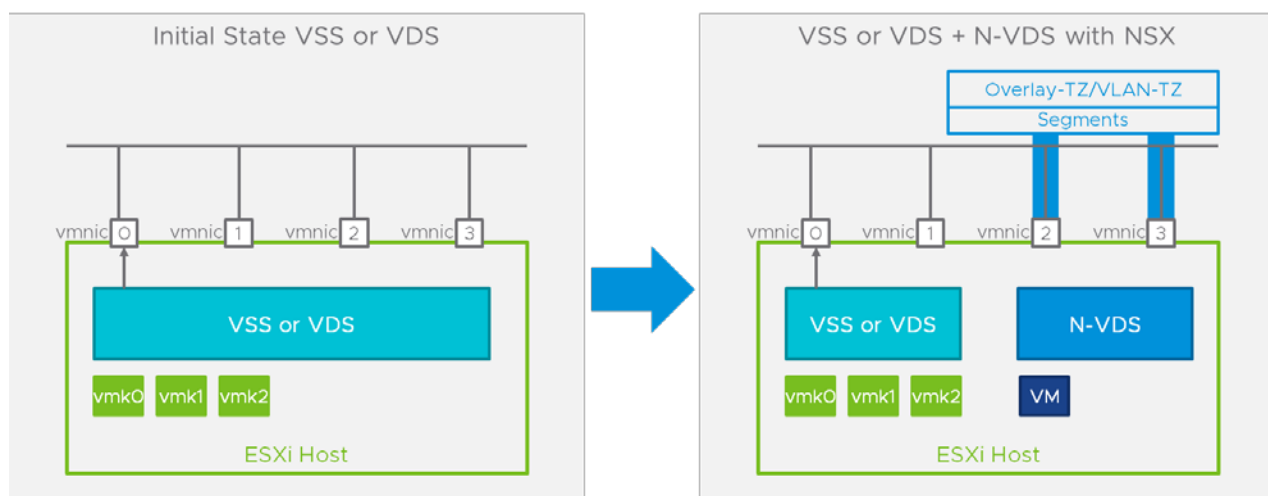 Initial State VSS or VDS
vmnic 0 vmnic 1 vmnic 2 vmnic 3
VSS or VDS
vmk0 vmk1 vmk2
ESXi Host
VSS or VDS + N-VDS with NSX
Overlay-TZ/VLAN-TZ
Segments
vmnic 0 vmnic 1 vmnic 2 vmnic 3
VSS or VDS N-VDS
vmk0 vmk1 vmk2 VM
ESXi Host